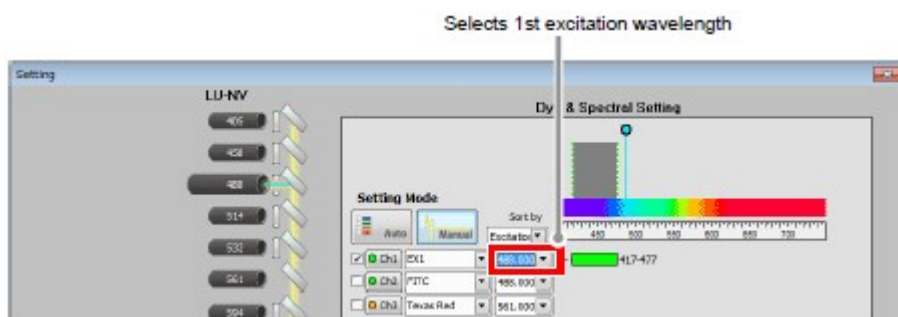 Selects 1st excitation wavelength
Setting
LU-NV
Dye & Spectral Setting
405
458
488
514
532
561
594
Setting Mode
Auto
Manual
Sort by
Excitation
450
500
550
600
650
700
Ch1 EX1 488.000 417-477
Ch2 FITC 488.000
Ch3 Texas Red 561.000